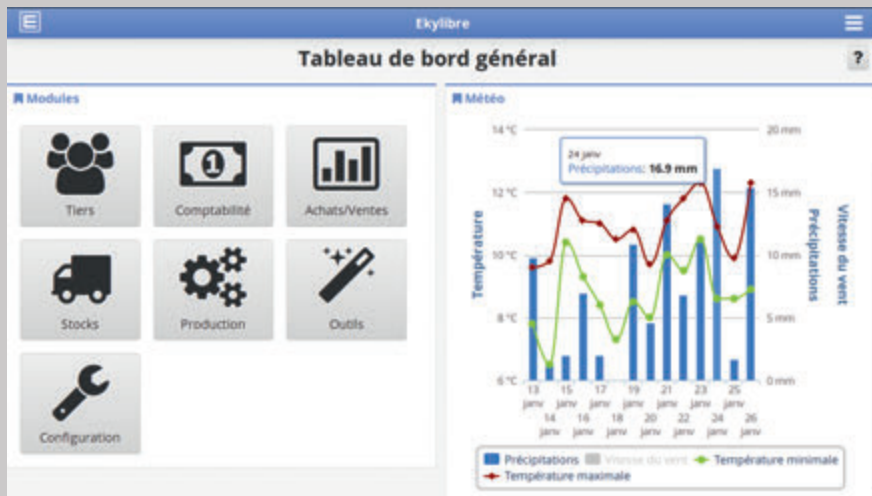 Ekylibre
Tableau de bord général
?
Modules
Tiers
Comptabilité
Achats/Ventes
Stocks
Production
Outils
Configuration
Météo
14 °C
12 °C
10 °C
8 °C
6 °C
Température
24 janv
Précipitations: 16.9 mm
20 mm
15 mm
10 mm
5 mm
0 mm
Précipitations
Vitesse du vent
13 janv
14 janv
15 janv
16 janv
17 janv
18 janv
19 janv
20 janv
21 janv
22 janv
23 janv
24 janv
25 janv
26 janv
Précipitations Vitesse du vent Température minimale
Température maximale